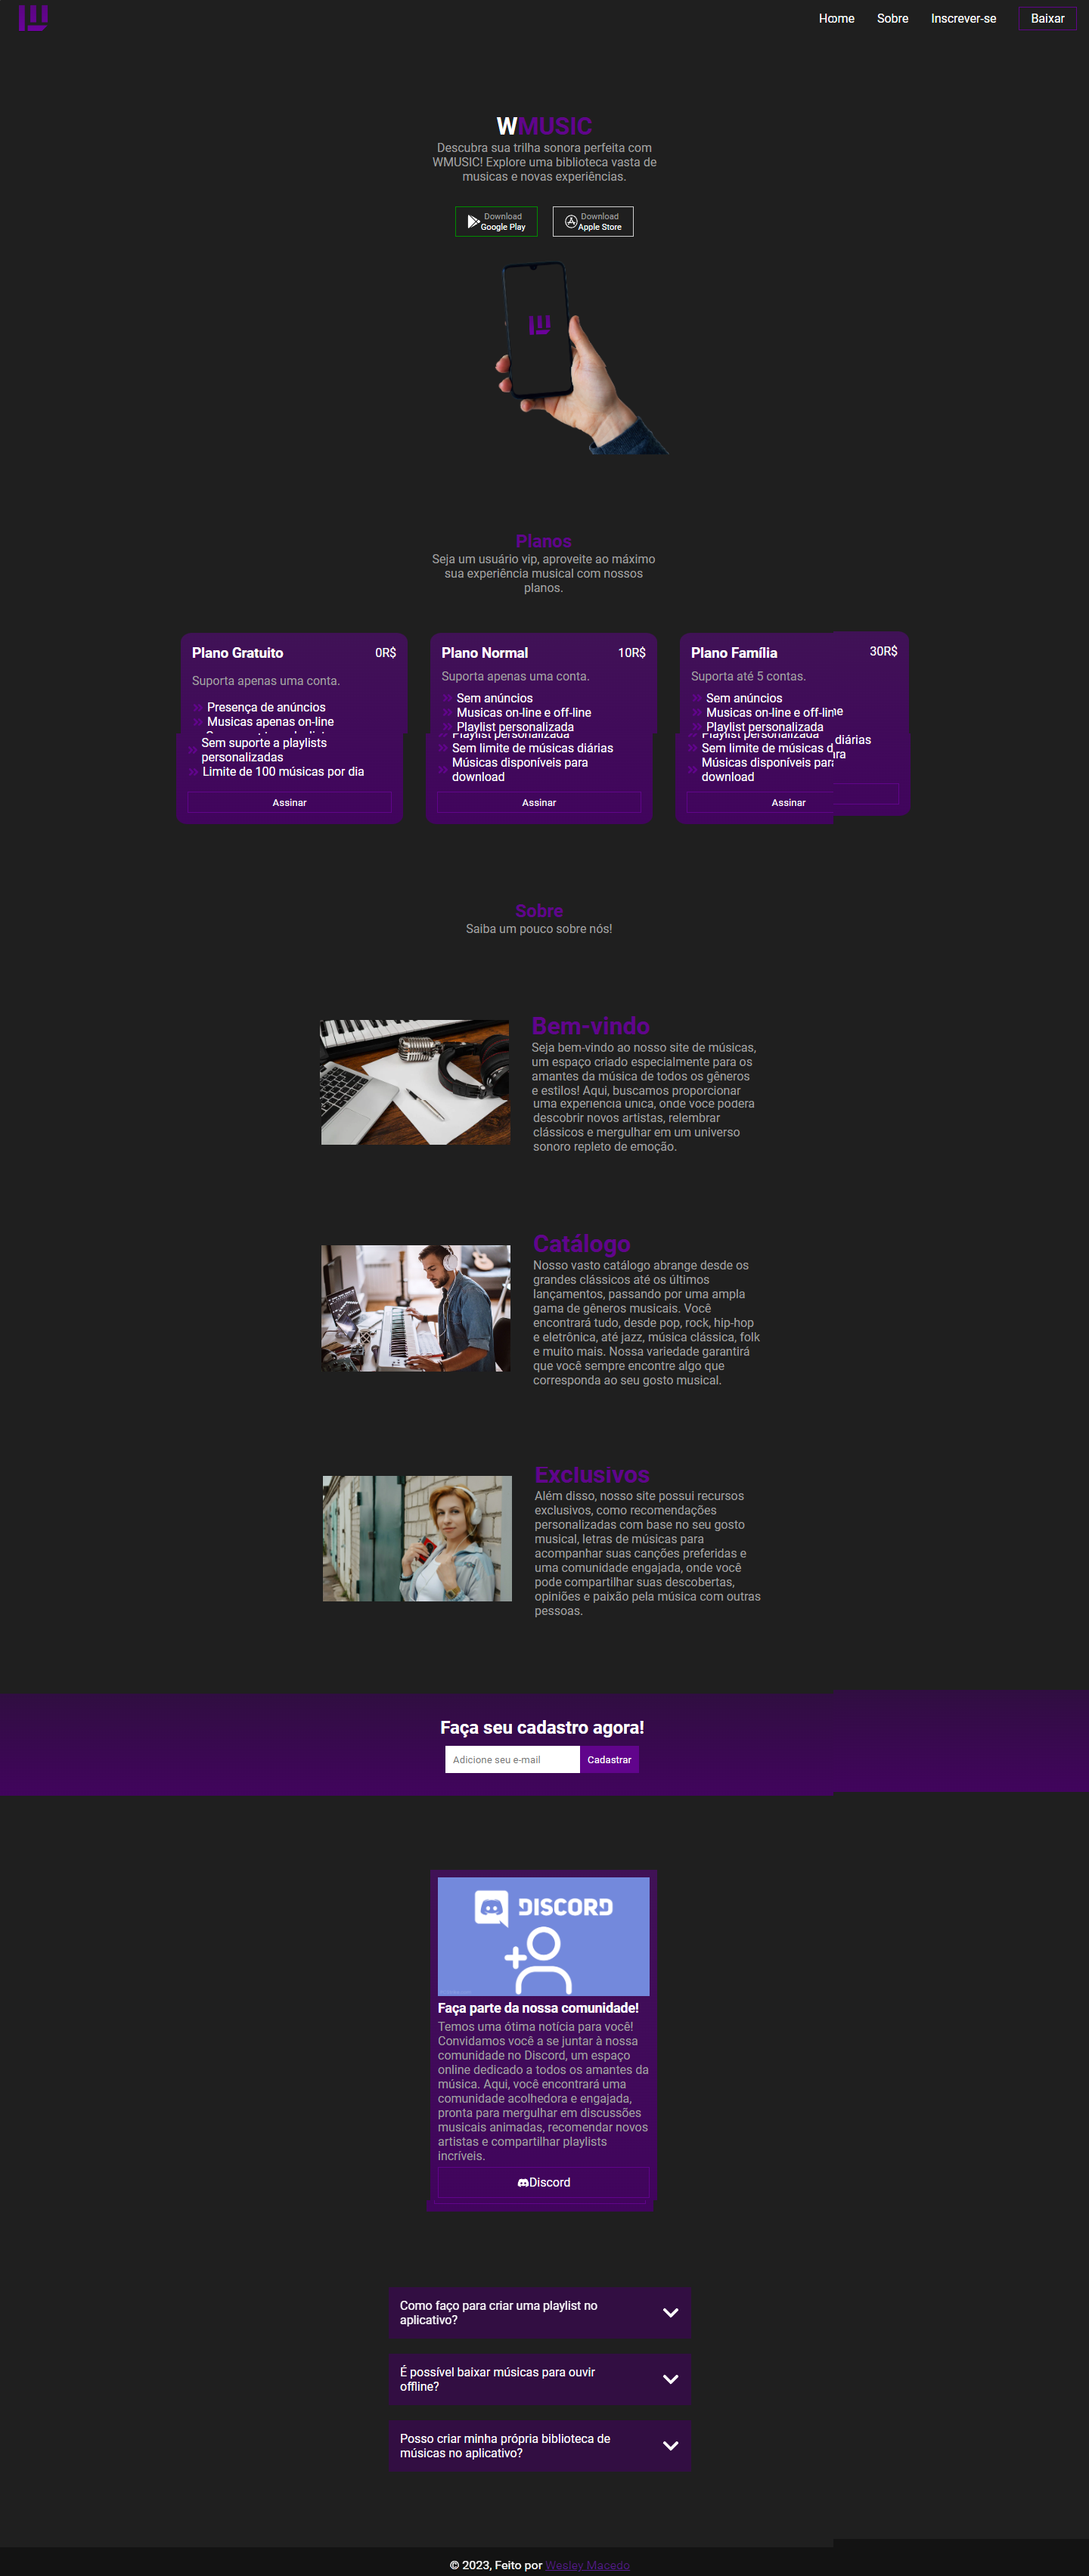 Home Sobre Inscrever-se Baixar
WMUSIC
Descubra sua trilha sonora perfeita com
WMUSIC! Explore uma biblioteca vasta de
musicas e novas experiências.
Download
Google Play
Download
Apple Store
Planos
Seja um usuário vip, aproveite ao máximo
sua experiência musical com nossos
planos.
Plano Gratuito 0R$
Suporta apenas uma conta.
Presença de anúncios
Musicas apenas on-line
Sem suporte a playlists
personalizadas
Limite de 100 músicas por dia
Assinar
Plano Normal 10R$
Suporta apenas uma conta.
Sem anúncios
Musicas on-line e off-line
Playlist personalizada
Playlist personalizada
Sem limite de músicas diárias
Músicas disponíveis para
download
Assinar
Plano Família 30R$
Suporta até 5 contas.
Sem anúncios
Musicas on-line e off-lin
ne
Playlist personalizada
Playlist personalizada
Sem limite de músicas d
diárias
Músicas disponíveis para
ara
download
Assinar
Sobre
Saiba um pouco sobre nós!
Bem-vindo
Seja bem-vindo ao nosso site de músicas,
um espaço criado especialmente para os
amantes da música de todos os gêneros
e estilos! Aqui, buscamos proporcionar
uma experiência única, onde você poderá
descobrir novos artistas, relembrar
clássicos e mergulhar em um universo
sonoro repleto de emoção.
Catálogo
Nosso vasto catálogo abrange desde os
grandes clássicos até os últimos
lançamentos, passando por uma ampla
gama de gêneros musicais. Você
encontrará tudo, desde pop, rock, hip-hop
e eletrônica, até jazz, música clássica, folk
e muito mais. Nossa variedade garantirá
que você sempre encontre algo que
corresponda ao seu gosto musical.
Exclusivos
Além disso, nosso site possui recursos
exclusivos, como recomendações
personalizadas com base no seu gosto
musical, letras de músicas para
acompanhar suas canções preferidas e
uma comunidade engajada, onde você
pode compartilhar suas descobertas,
opiniões e paixão pela música com outras
pessoas.
Faça seu cadastro agora!
Adicione seu e-mail Cadastrar
DISCORD
Faça parte da nossa comunidade!
Temos uma ótima notícia para você!
Convidamos você a se juntar à nossa
comunidade no Discord, um espaço
online dedicado a todos os amantes da
música. Aqui, você encontrará uma
comunidade acolhedora e engajada,
pronta para mergulhar em discussões
musicais animadas, recomendar novos
artistas e compartilhar playlists
incríveis.
Discord
Como faço para criar uma playlist no
aplicativo?
É possível baixar músicas para ouvir
offline?
Posso criar minha própria biblioteca de
músicas no aplicativo?
© 2023, Feito por Wesley Macedo